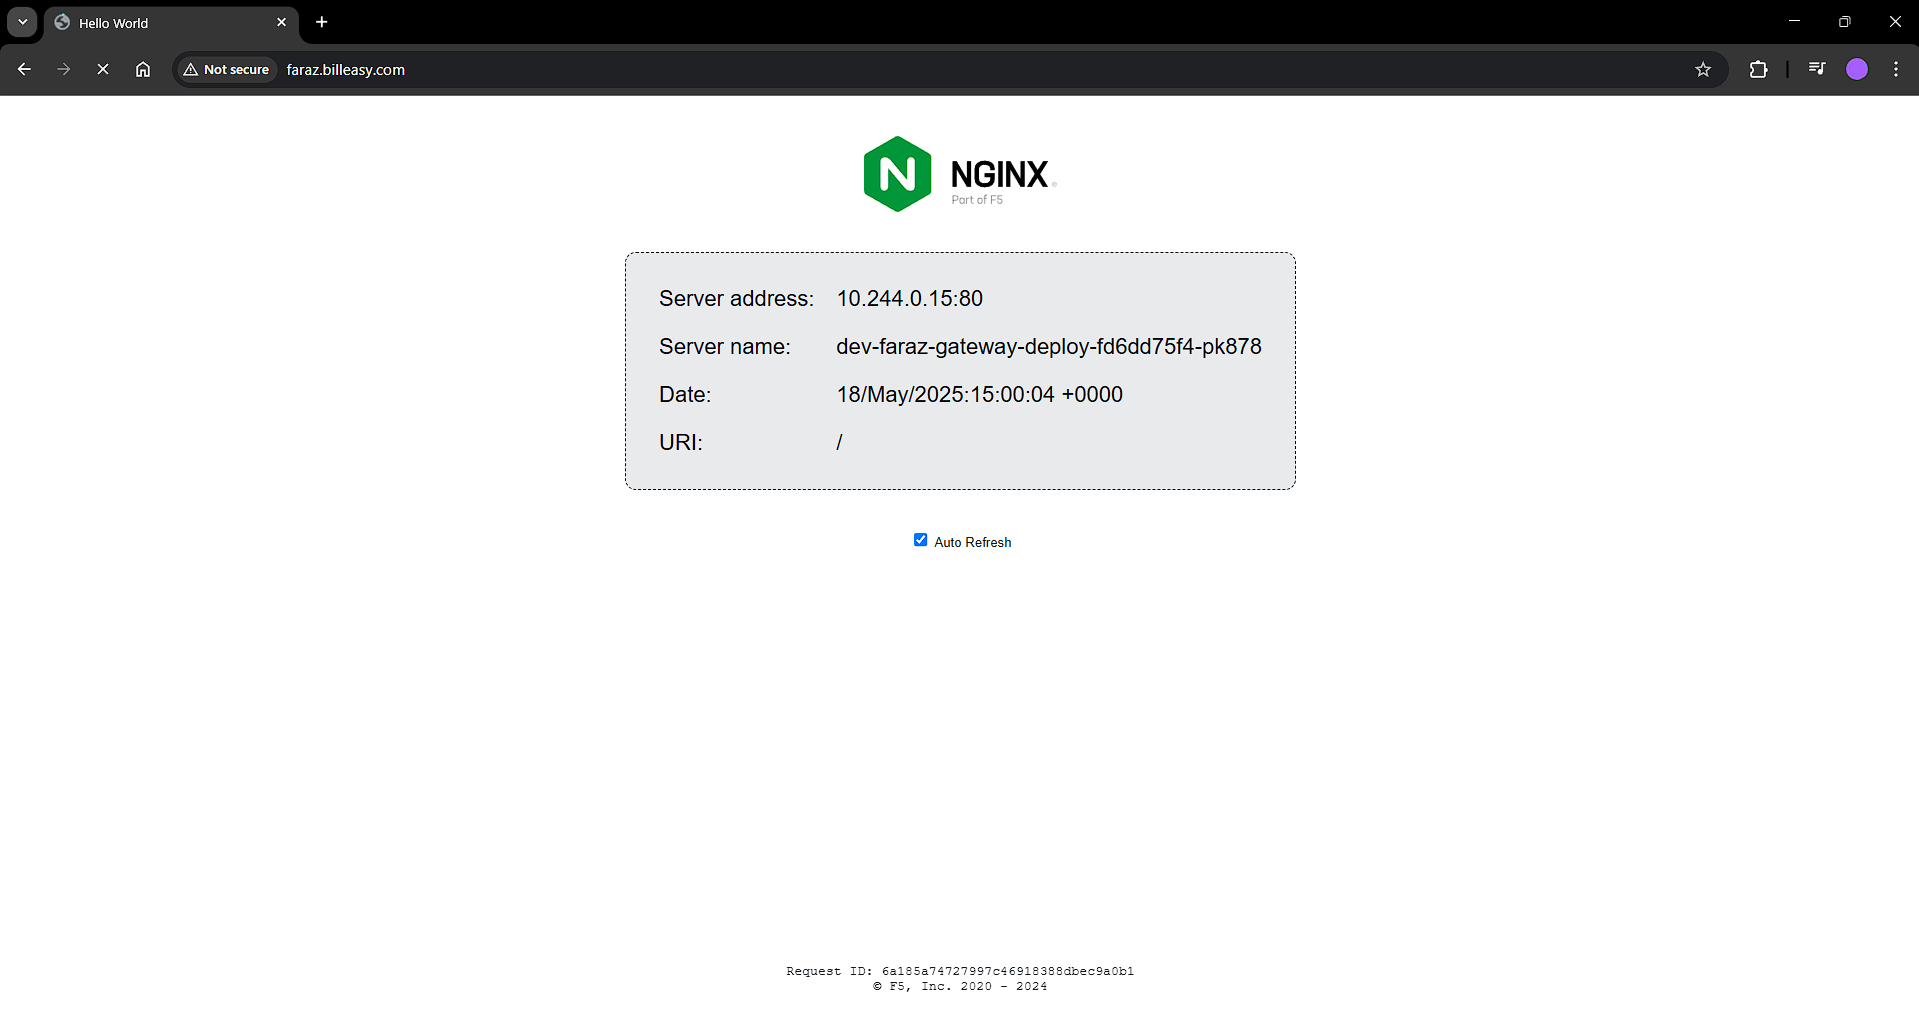 Hello World
Not secure faraz.billeasy.com
N NGINX
Part of F5
Server address: 10.244.0.15:80
Server name: dev-faraz-gateway-deploy-fd6dd75f4-pk878
Date: 18/May/2025:15:00:04 +0000
URI: /
Auto Refresh
Request ID: 6a185a74727997c46918388dbec9a0b1
© F5, Inc. 2020 - 2024